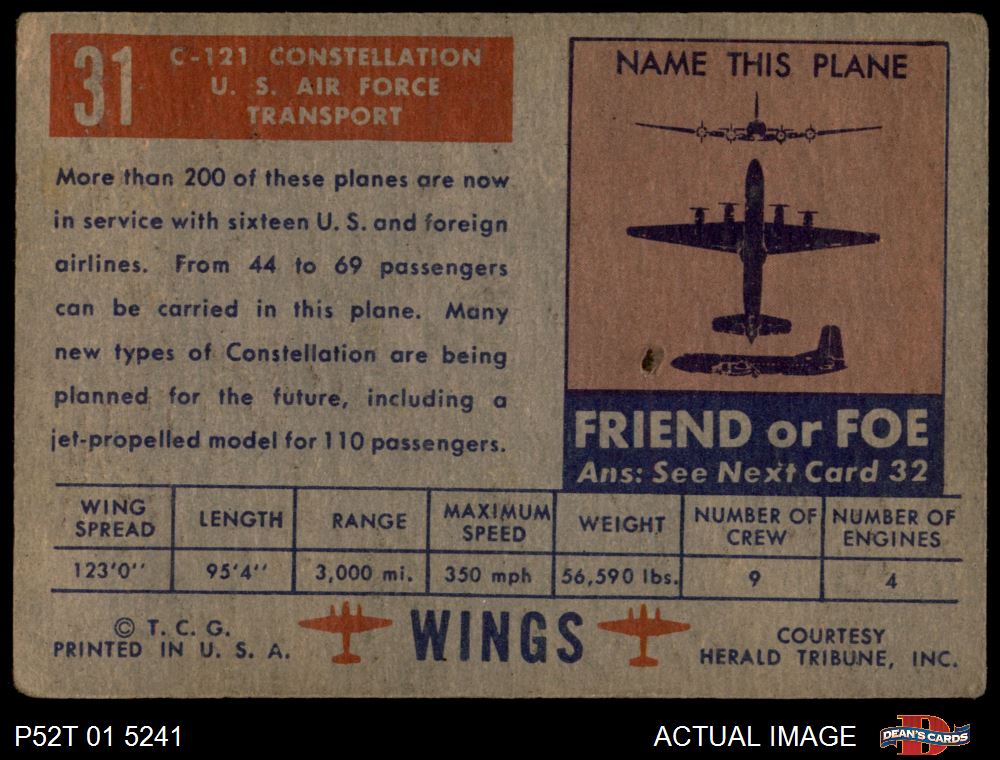 31
C-121 CONSTELLATION
U. S. AIR FORCE
TRANSPORT
More than 200 of these planes are now
in service with sixteen U. S. and foreign
airlines. From 44 to 69 passengers
can be carried in this plane. Many
new types of Constellation are being
planned for the future, including a
jet-propelled model for 110 passengers.
NAME THIS PLANE
FRIEND or FOE
Ans: See Next Card 32
WING SPREAD LENGTH RANGE MAXIMUM SPEED WEIGHT NUMBER OF CREW NUMBER OF ENGINES
123'0'' 95'4'' 3,000 mi. 350 mph 56,590 lbs. 9 4
© T. C. G.
PRINTED IN U. S. A.
WINGS
COURTESY
HERALD TRIBUNE, INC.
P52T 01 5241
ACTUAL IMAGE
D
DEAN'S CARDS